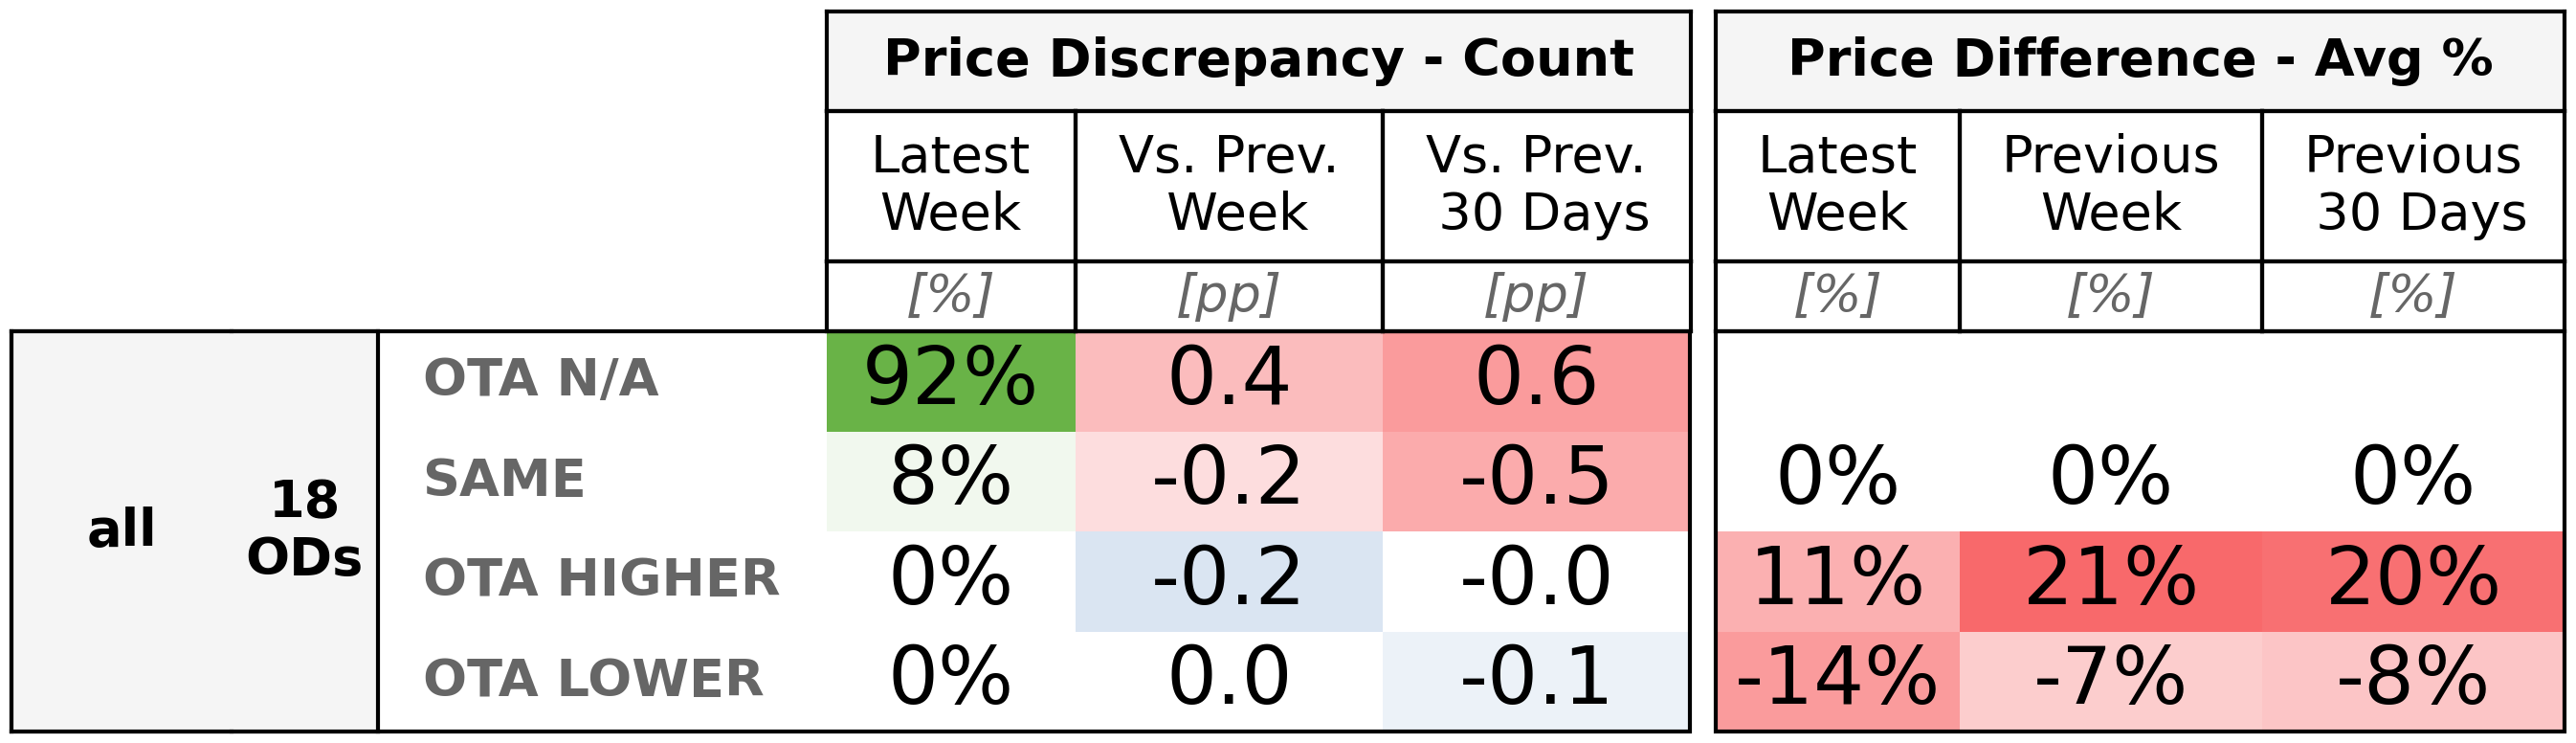 Price Discrepancy - Count
Price Difference - Avg %
Latest Week
Vs. Prev. Week
Vs. Prev. 30 Days
Latest Week
Previous Week
Previous 30 Days
[%] [pp] [pp] [%] [%] [%]
all
18 ODs
OTA N/A 92% 0.4 0.6
SAME 8% -0.2 -0.5 0% 0% 0%
OTA HIGHER 0% -0.2 -0.0 11% 21% 20%
OTA LOWER 0% 0.0 -0.1 -14% -7% -8%